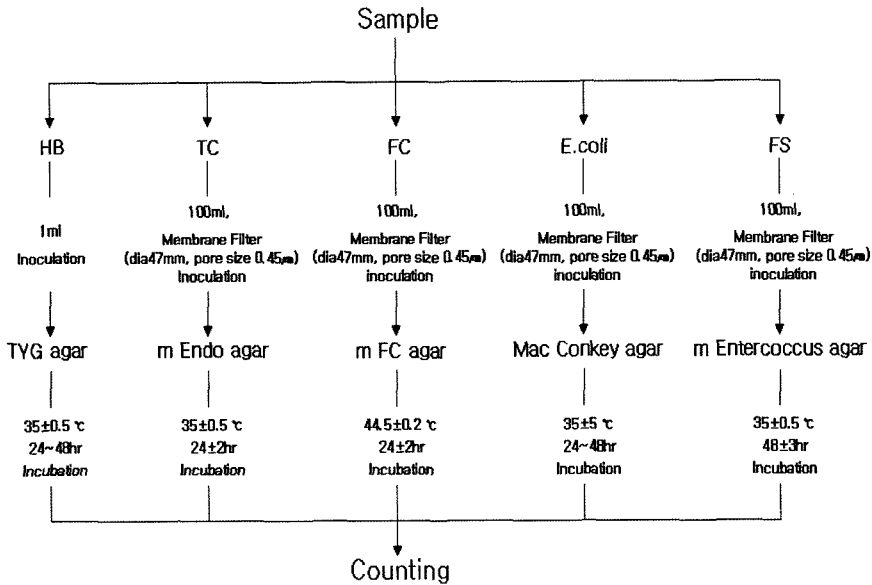 Sample
HB
TC
FC
E.coli
FS
1ml
Inoculation
100ml,
Membrane Filter
(dia47mm, pore size 0.45㎛)
Inoculation
100ml,
Membrane Filter
(dia47mm, pore size 0.45㎛)
inoculation
100ml,
Membrane Filter
(dia47mm, pore size 0.45㎛)
inoculation
100ml,
Membrane Filter
(dia47mm, pore size 0.45㎛)
inoculation
TYG agar
m Endo agar
m FC agar
Mac Conkey agar
m Entercoccus agar
35±0.5 ℃
24~48hr
Incubation
35±0.5 ℃
24±2hr
Incubation
44.5±0.2 ℃
24±2hr
Incubation
35±5 ℃
24~48hr
Incubation
35±0.5 ℃
48±3hr
Incubation
Counting